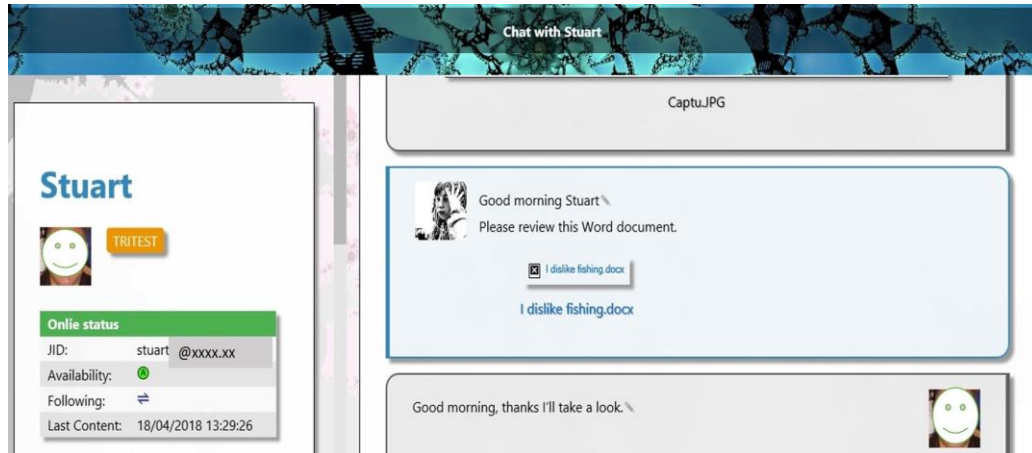 Chat with Stuart
Stuart
TRITEST
Onlie status
JID: stuart @xxxx.xx
Availability: A
Following:
Last Content: 18/04/2018 13:29:26
Captu.JPG
Good morning Stuart
Please review this Word document.
I dislike fishing.docx
I dislike fishing.docx
Good morning, thanks I'll take a look.